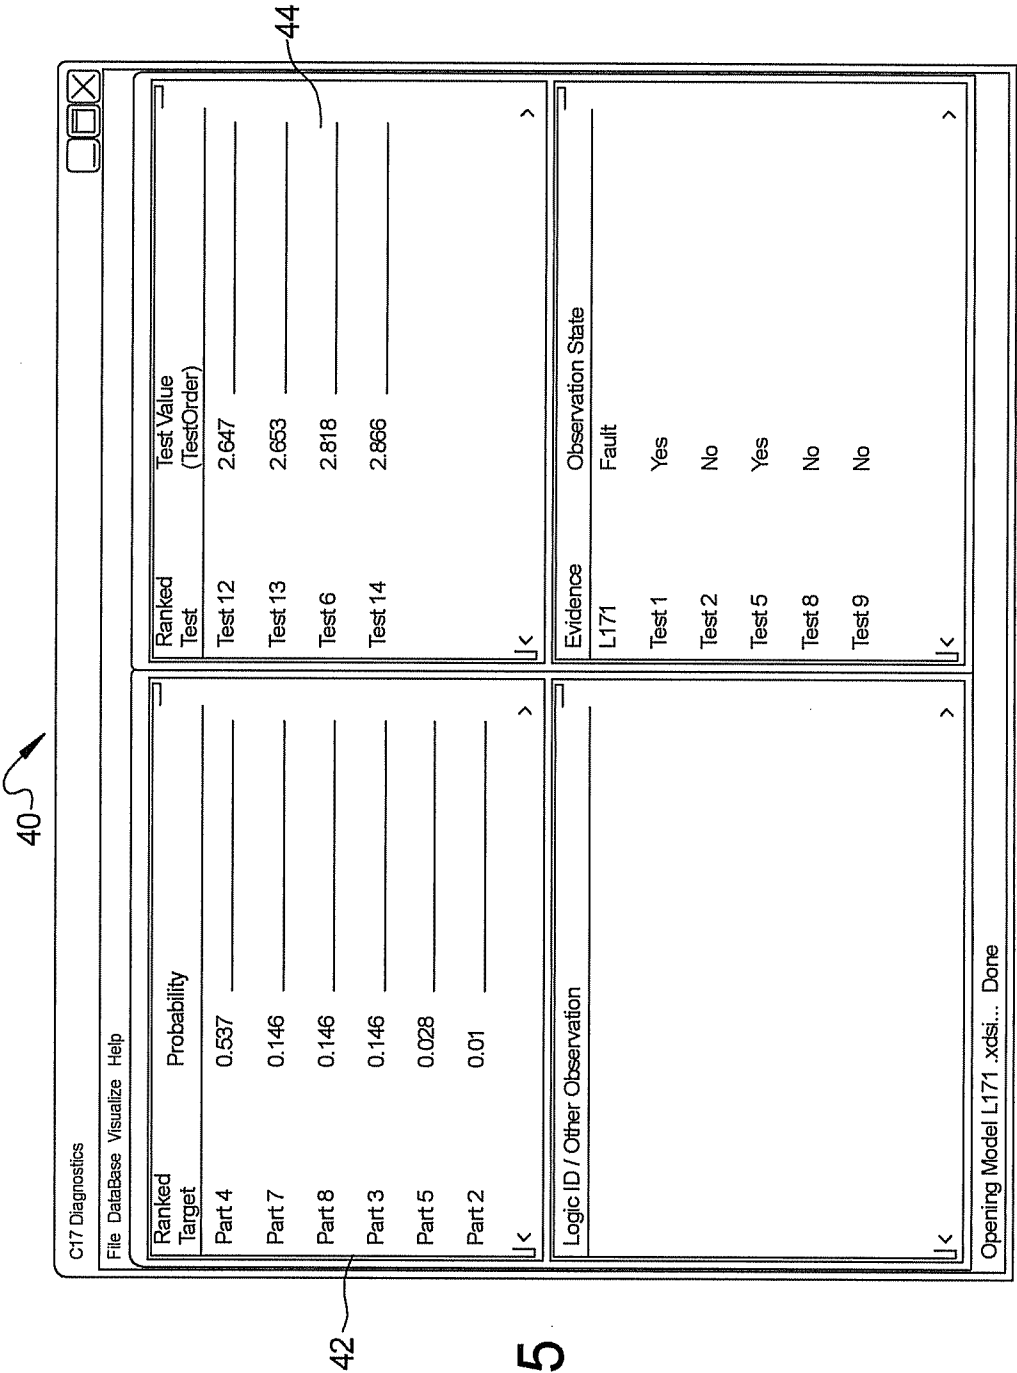 40
C17 Diagnostics
File DataBase Visualize Help
Ranked Target Probability
Part 4 0.537
Part 7 0.146
Part 8 0.146
Part 3 0.146
Part 5 0.028
Part 2 0.01
42
Ranked Test Test Value (TestOrder)
Test 12 2.647
Test 13 2.653
Test 6 2.818
Test 14 2.866
44
Logic ID / Other Observation
Evidence Observation State
L171 Fault
Test 1 Yes
Test 2 No
Test 5 Yes
Test 8 No
Test 9 No
Opening Model L171 .xdsi... Done
5